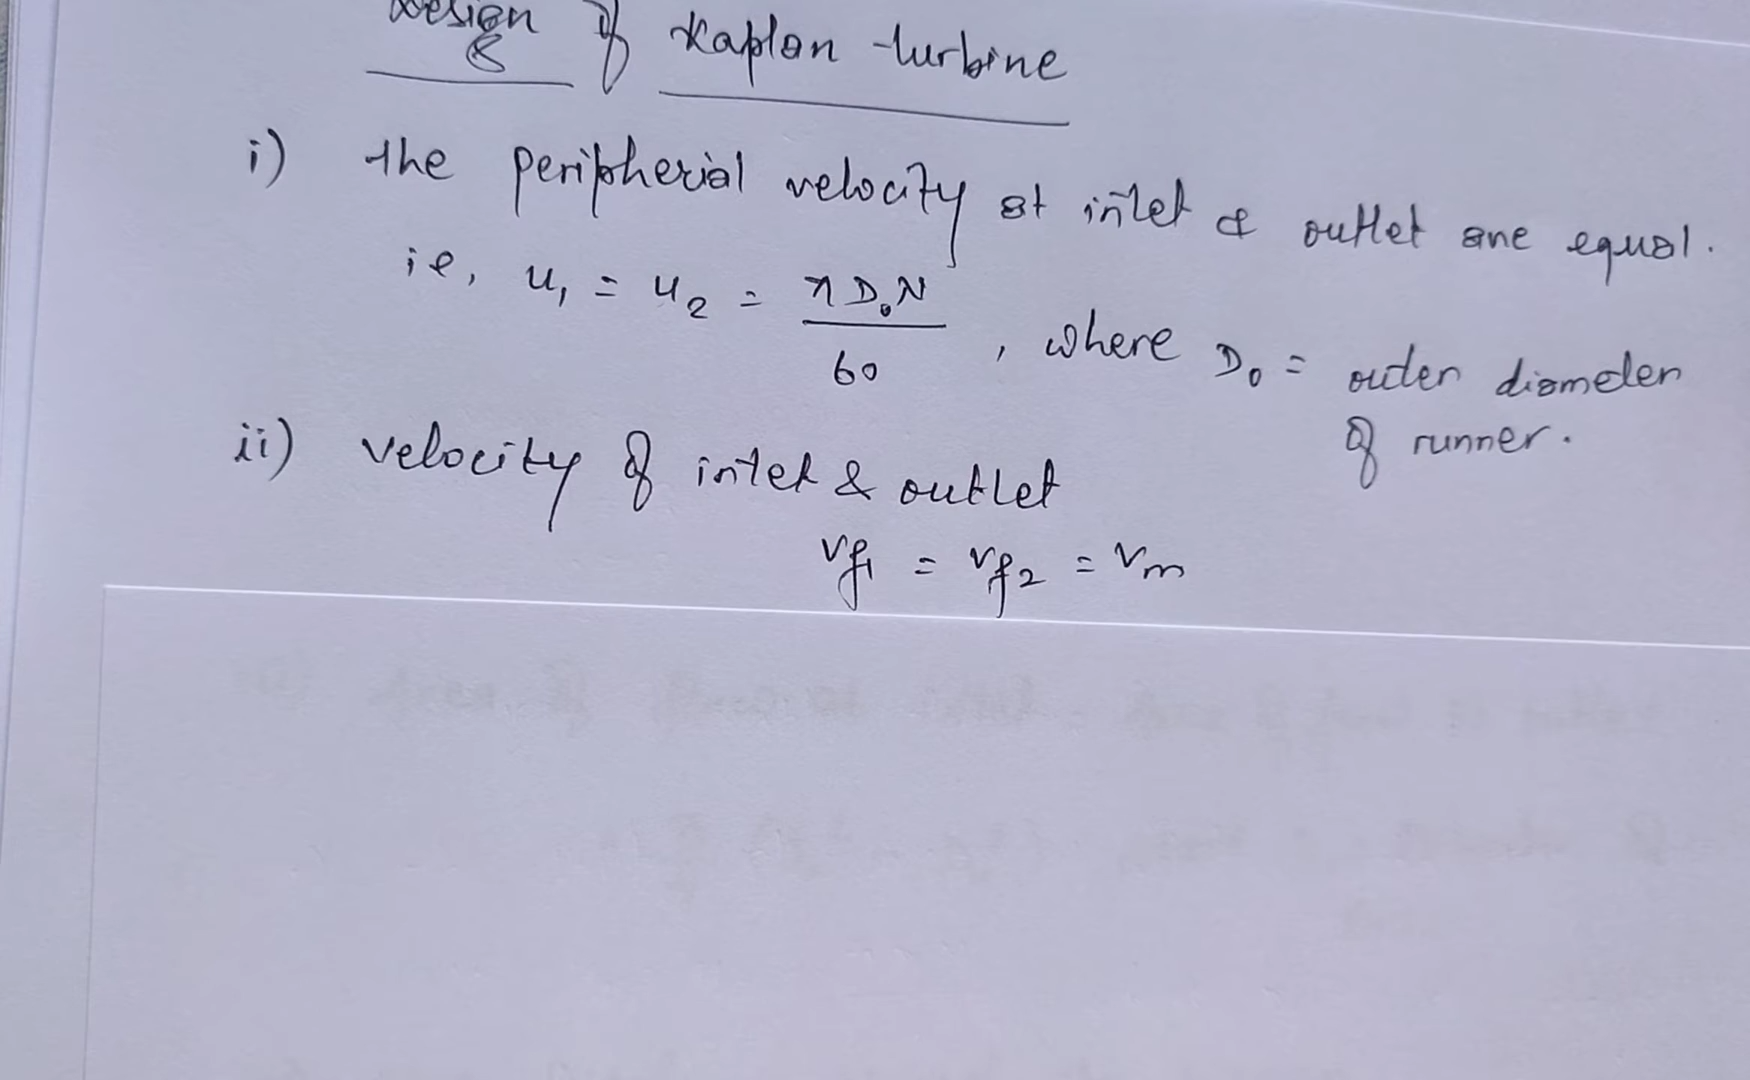 Design of Kaplan turbine
i) the peripherial velocity at inlet & outlet are equal.
ie, u₁ = u₂ = πD₀N / 60 , where D₀ = outer diameter
of runner.
ii) velocity of inlet & outlet
Vf₁ = Vf₂ = Vm